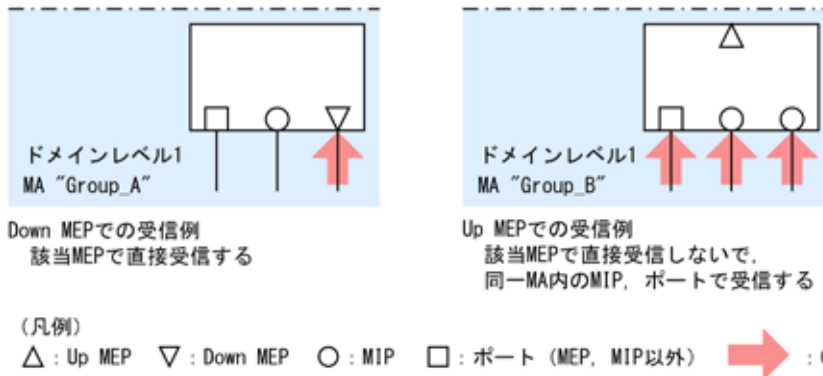 ドメインレベル1
MA "Group_A"
ドメインレベル1
MA "Group_B"
Down MEPでの受信例
該当MEPで直接受信する
Up MEPでの受信例
該当MEPで直接受信しないで，
同一MA内のMIP，ポートで受信する
（凡例）
△：Up MEP ▽：Down MEP ○：MIP □：ポート（MEP，MIP以外） ：